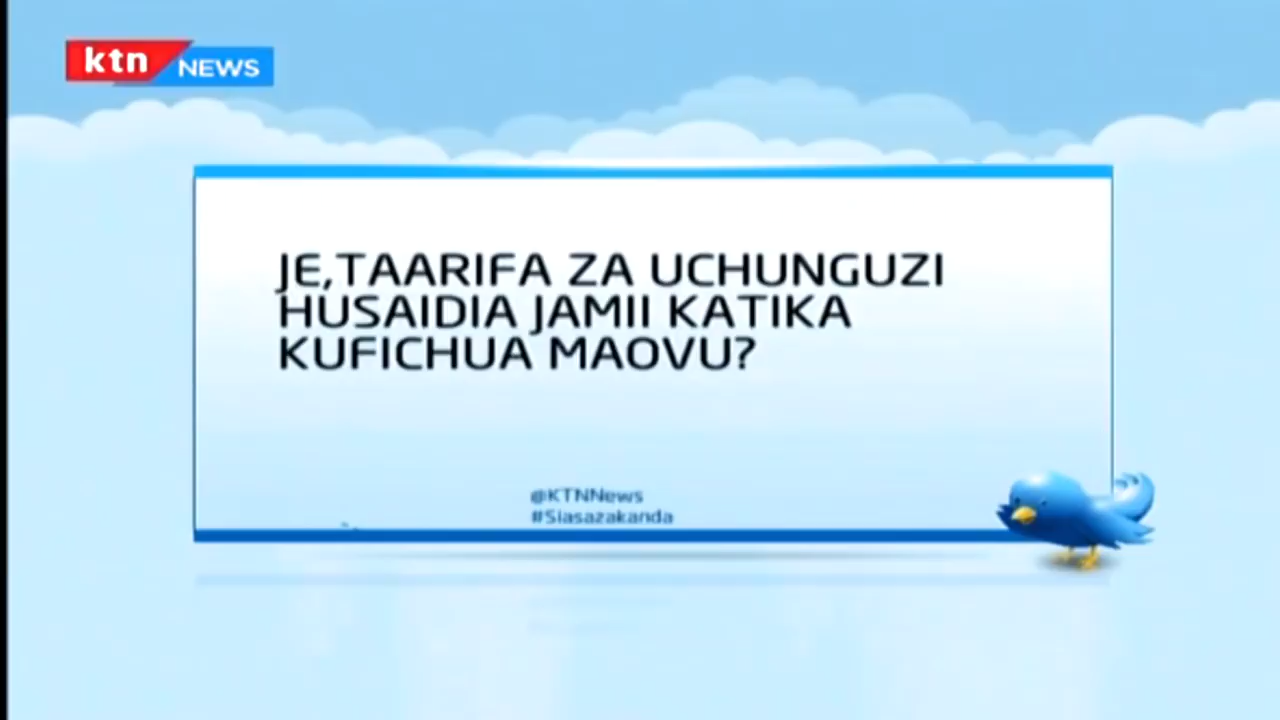 ktn NEWS
JE,TAARIFA ZA UCHUNGUZI
HUSAIDIA JAMII KATIKA
KUFICHUA MAOVU?
@KTNNews
#Siasazakanda